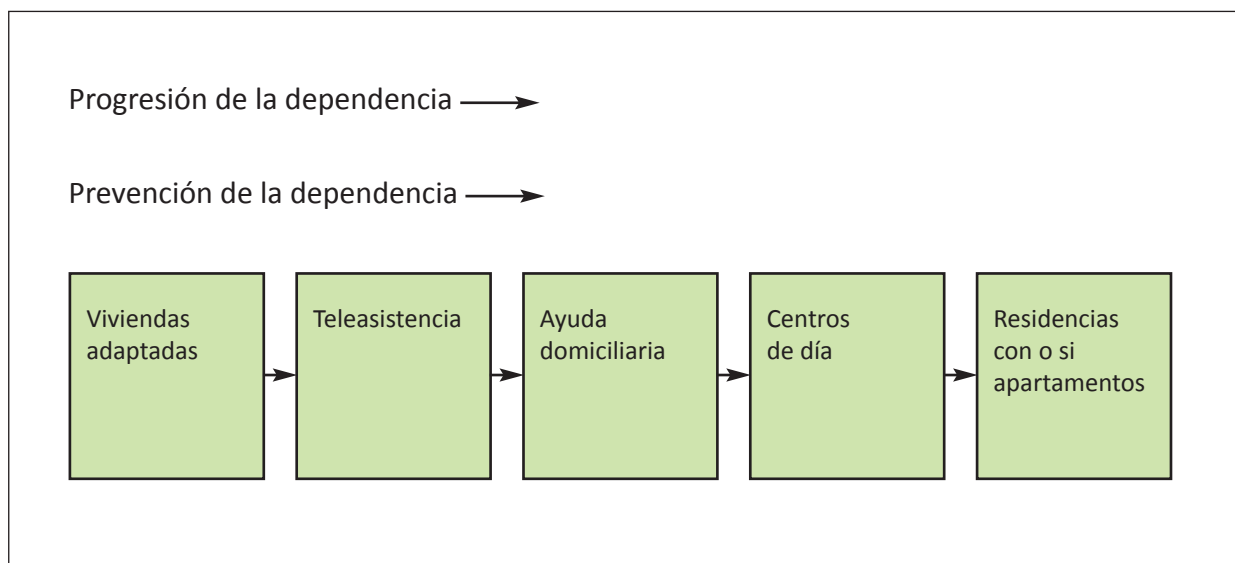 Progresión de la dependencia
Prevención de la dependencia
Viviendas
adaptadas
Teleasistencia
Ayuda
domiciliaria
Centros
de día
Residencias
con o si
apartamentos